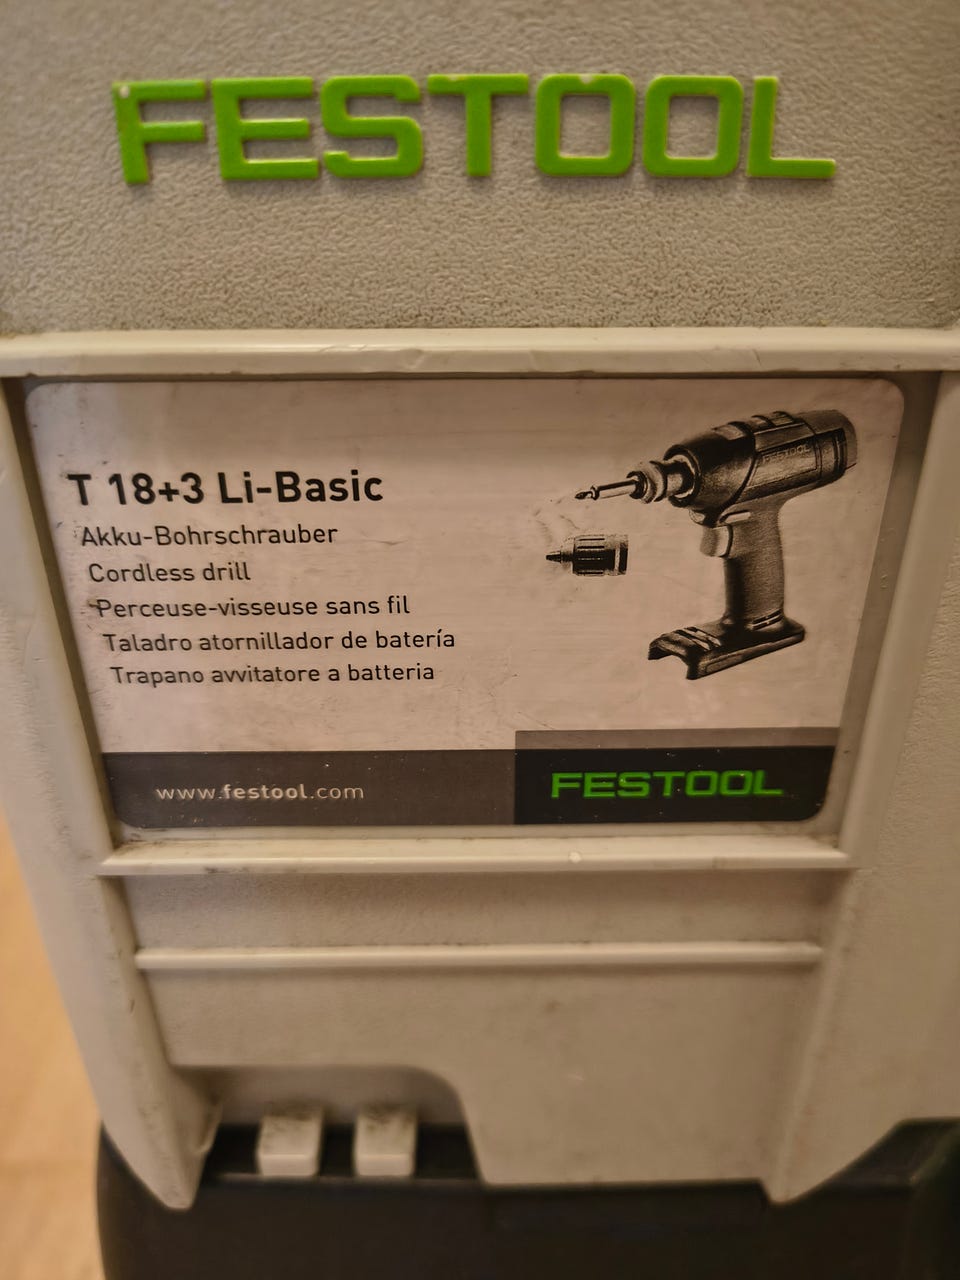 FESTOOL
T 18+3 Li-Basic
Akku-Bohrschrauber
Cordless drill
Perceuse-visseuse sans fil
Taladro atornillador de batería
Trapano avvitatore a batteria
FESTOOL
www.festool.com
FESTOOL